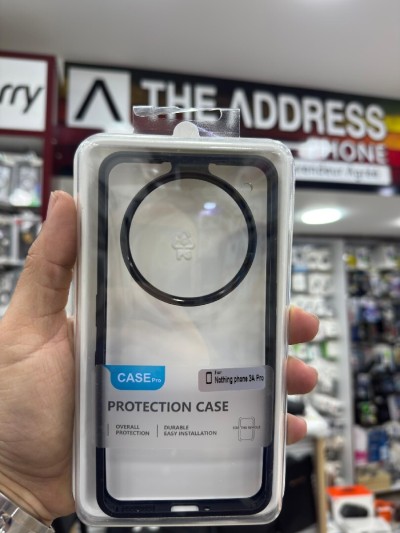 rry
THE ADDRESS
PHONE
CASE Pro
For:
Nothing phone 3A Pro
PROTECTION CASE
OVERALL
PROTECTION
DURABLE
EASY INSTALLATION